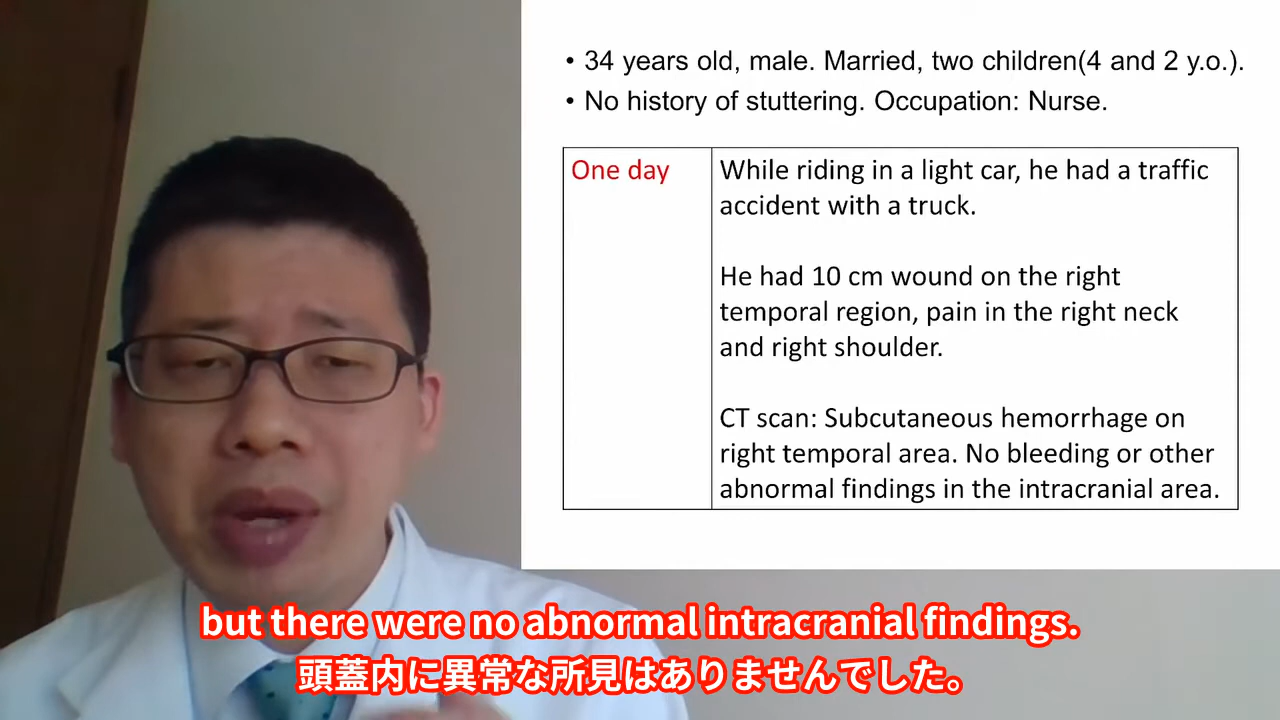 • 34 years old, male. Married, two children(4 and 2 y.o.).
• No history of stuttering. Occupation: Nurse.
One day
While riding in a light car, he had a traffic
accident with a truck.
He had 10 cm wound on the right
temporal region, pain in the right neck
and right shoulder.
CT scan: Subcutaneous hemorrhage on
right temporal area. No bleeding or other
abnormal findings in the intracranial area.
but there were no abnormal intracranial findings.
頭蓋内に異常な所見はありませんでした。